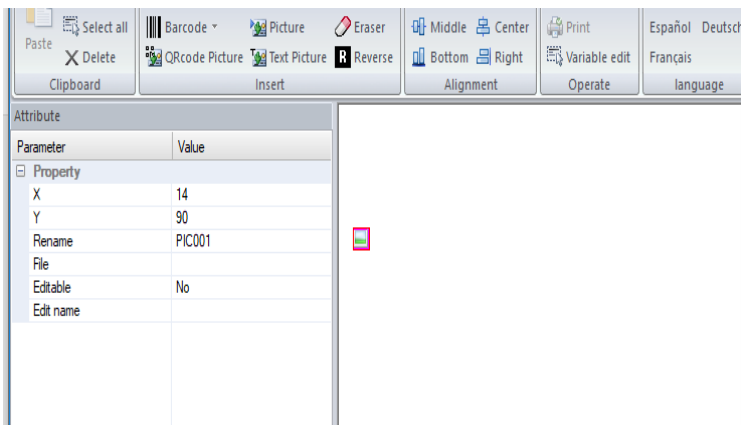 Select all Barcode Picture Eraser Middle Center Print Español Deutsch
Paste Delete QRcode Picture Text Picture R Reverse Bottom Right Variable edit Français
Clipboard Insert Alignment Operate language
Attribute
Parameter Value
Property
X 14
Y 90
Rename PIC001
File
Editable No
Edit name